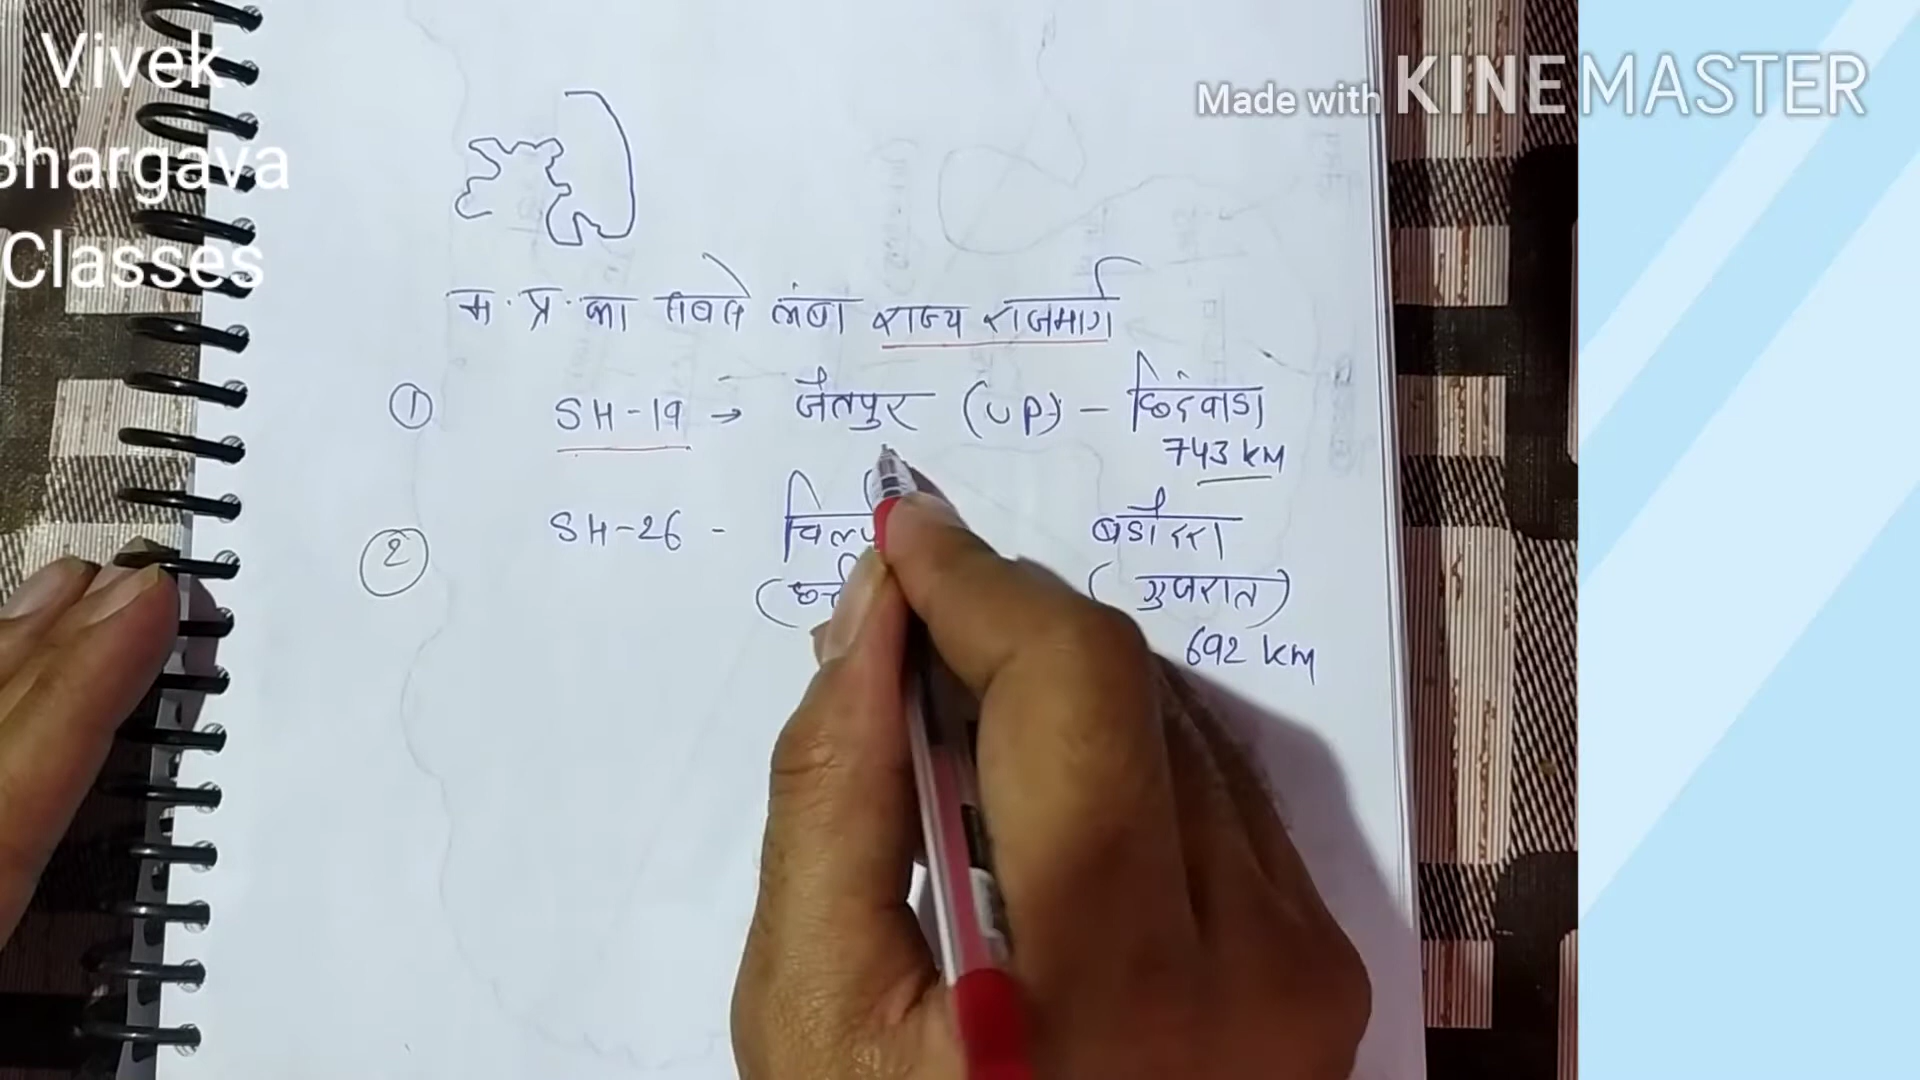 Vivek
Bhargava
Classes
Made with KINEMASTER
म. प्र. का सबसे लंबा राज्य राजमार्ग
① SH-19 → जैतपुर (UP) - छिंदवाडा
743 KM
② SH-26 - बडौदरा
(गुजरात)
692 KM